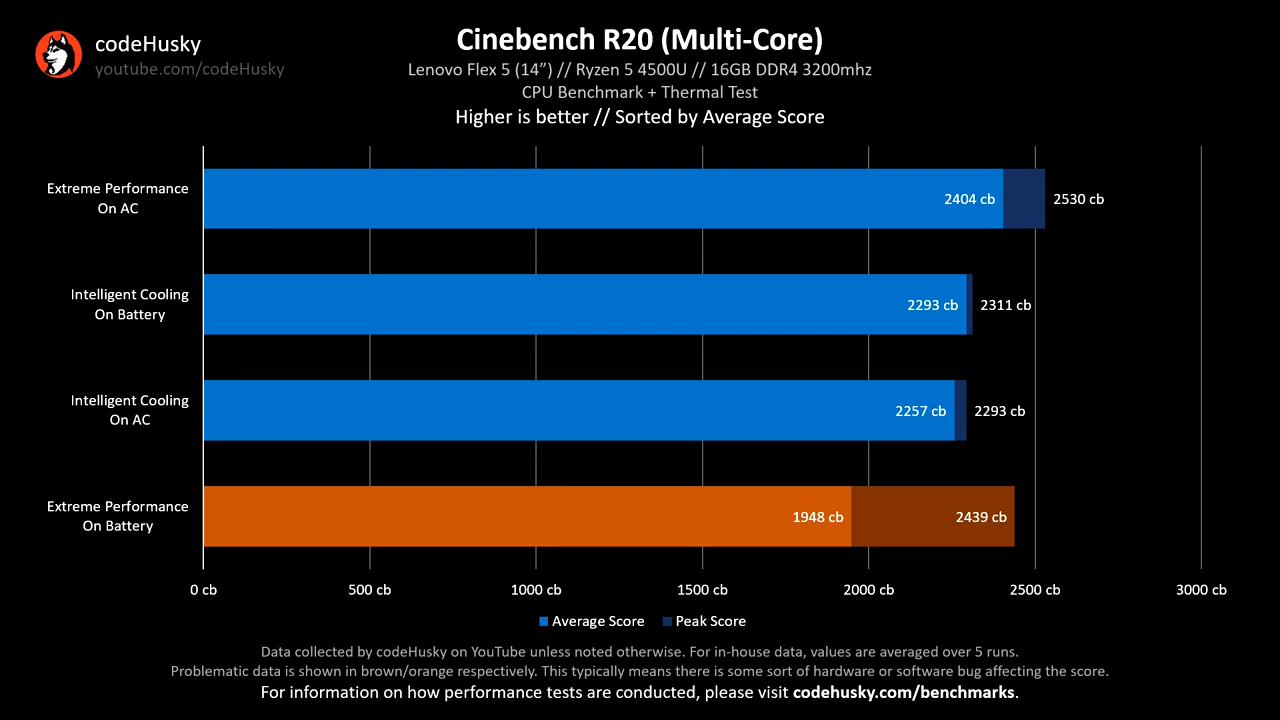 codeHusky
youtube.com/codeHusky
Cinebench R20 (Multi-Core)
Lenovo Flex 5 (14”) // Ryzen 5 4500U // 16GB DDR4 3200mhz
CPU Benchmark + Thermal Test
Higher is better // Sorted by Average Score
Extreme Performance
On AC
2404 cb
2530 cb
Intelligent Cooling
On Battery
2293 cb
2311 cb
Intelligent Cooling
On AC
2257 cb
2293 cb
Extreme Performance
On Battery
1948 cb
2439 cb
0 cb
500 cb
1000 cb
1500 cb
2000 cb
2500 cb
3000 cb
Average Score
Peak Score
Data collected by codeHusky on YouTube unless noted otherwise. For in-house data, values are averaged over 5 runs.
Problematic data is shown in brown/orange respectively. This typically means there is some sort of hardware or software bug affecting the score.
For information on how performance tests are conducted, please visit codehusky.com/benchmarks.